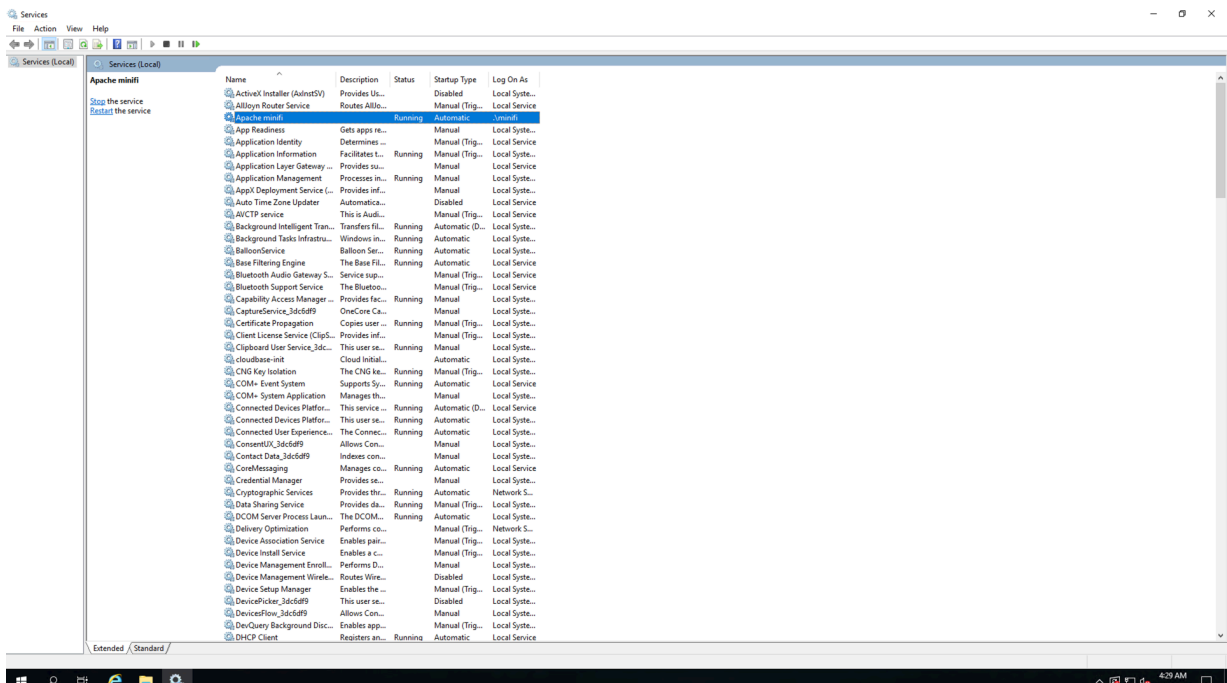 Services
File Action View Help
Services (Local)
Services (Local)
Apache minifi
Stop the service
Restart the service
Name Description Status Startup Type Log On As
ActiveX Installer (AxInstSV) Provides Us... Disabled Local Syste...
AllJoyn Router Service Routes AllJo... Manual (Trig... Local Service
Apache minifi Running Automatic .\minifi
App Readiness Gets apps re... Manual Local Syste...
Application Identity Determines ... Manual (Trig... Local Service
Application Information Facilitates t... Running Manual (Trig... Local Syste...
Application Layer Gateway ... Provides su... Manual Local Service
Application Management Processes in... Running Manual Local Syste...
AppX Deployment Service (... Provides inf... Manual Local Syste...
Auto Time Zone Updater Automatica... Disabled Local Service
AVCTP service This is Audi... Manual (Trig... Local Service
Background Intelligent Tran... Transfers fil... Running Automatic (D... Local Syste...
Background Tasks Infrastru... Windows in... Running Automatic Local Syste...
BalloonService Balloon Ser... Running Automatic Local Syste...
Base Filtering Engine The Base Fil... Running Automatic Local Service
Bluetooth Audio Gateway S... Service sup... Manual (Trig... Local Service
Bluetooth Support Service The Bluetoo... Manual (Trig... Local Service
Capability Access Manager ... Provides fac... Running Manual Local Syste...
CaptureService_3dc6df9 OneCore Ca... Manual Local Syste...
Certificate Propagation Copies user ... Running Manual (Trig... Local Syste...
Client License Service (ClipS... Provides inf... Manual (Trig... Local Syste...
Clipboard User Service_3dc... This user se... Running Manual Local Syste...
cloudbase-init Cloud Initial... Automatic Local Syste...
CNG Key Isolation The CNG ke... Running Manual (Trig... Local Syste...
COM+ Event System Supports Sy... Running Automatic Local Service
COM+ System Application Manages th... Manual Local Syste...
Connected Devices Platfor... This service ... Running Automatic (D... Local Service
Connected Devices Platfor... This user se... Running Automatic Local Syste...
Connected User Experience... The Connec... Running Automatic Local Syste...
ConsentUX_3dc6df9 Allows Con... Manual Local Syste...
Contact Data_3dc6df9 Indexes con... Manual Local Syste...
CoreMessaging Manages co... Running Automatic Local Service
Credential Manager Provides se... Manual Local Syste...
Cryptographic Services Provides thr... Running Automatic Network S...
Data Sharing Service Provides da... Running Manual (Trig... Local Syste...
DCOM Server Process Laun... The DCOM... Running Automatic Local Syste...
Delivery Optimization Performs co... Manual (Trig... Network S...
Device Association Service Enables pair... Manual (Trig... Local Syste...
Device Install Service Enables a c... Manual (Trig... Local Syste...
Device Management Enroll... Performs D... Manual Local Syste...
Device Management Wirele... Routes Wire... Disabled Local Syste...
Device Setup Manager Enables the ... Manual (Trig... Local Syste...
DevicePicker_3dc6df9 This user se... Disabled Local Syste...
DevicesFlow_3dc6df9 Allows Con... Manual Local Syste...
DevQuery Background Disc... Enables app... Manual (Trig... Local Syste...
DHCP Client Registers an... Running Automatic Local Service
Extended Standard
4:29 AM